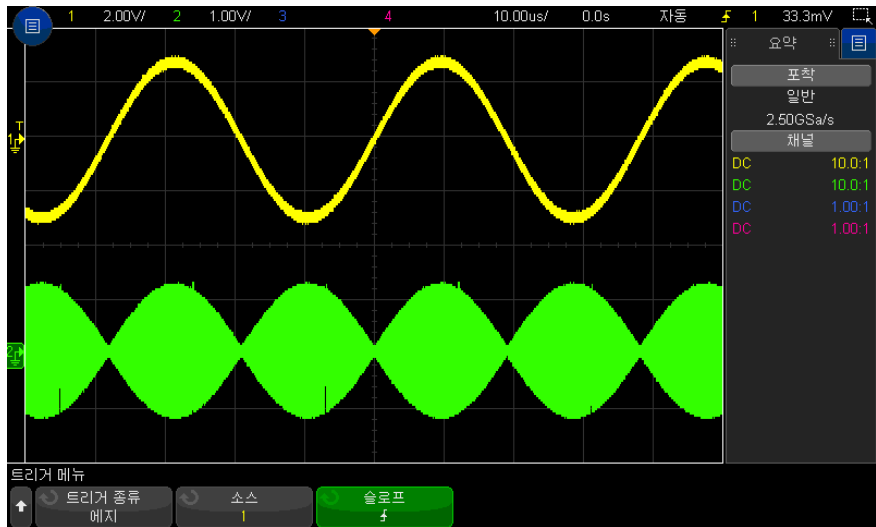 1 2.00V/ 2 1.00V/ 3 4 10.00us/ 0.0s 자동 1 33.3mV
요약
포착
일반
2.50GSa/s
채널
DC 10.0:1
DC 10.0:1
DC 1.00:1
DC 1.00:1
T
1
2
트리거 메뉴
트리거 종류
에지
소스
1
슬로프